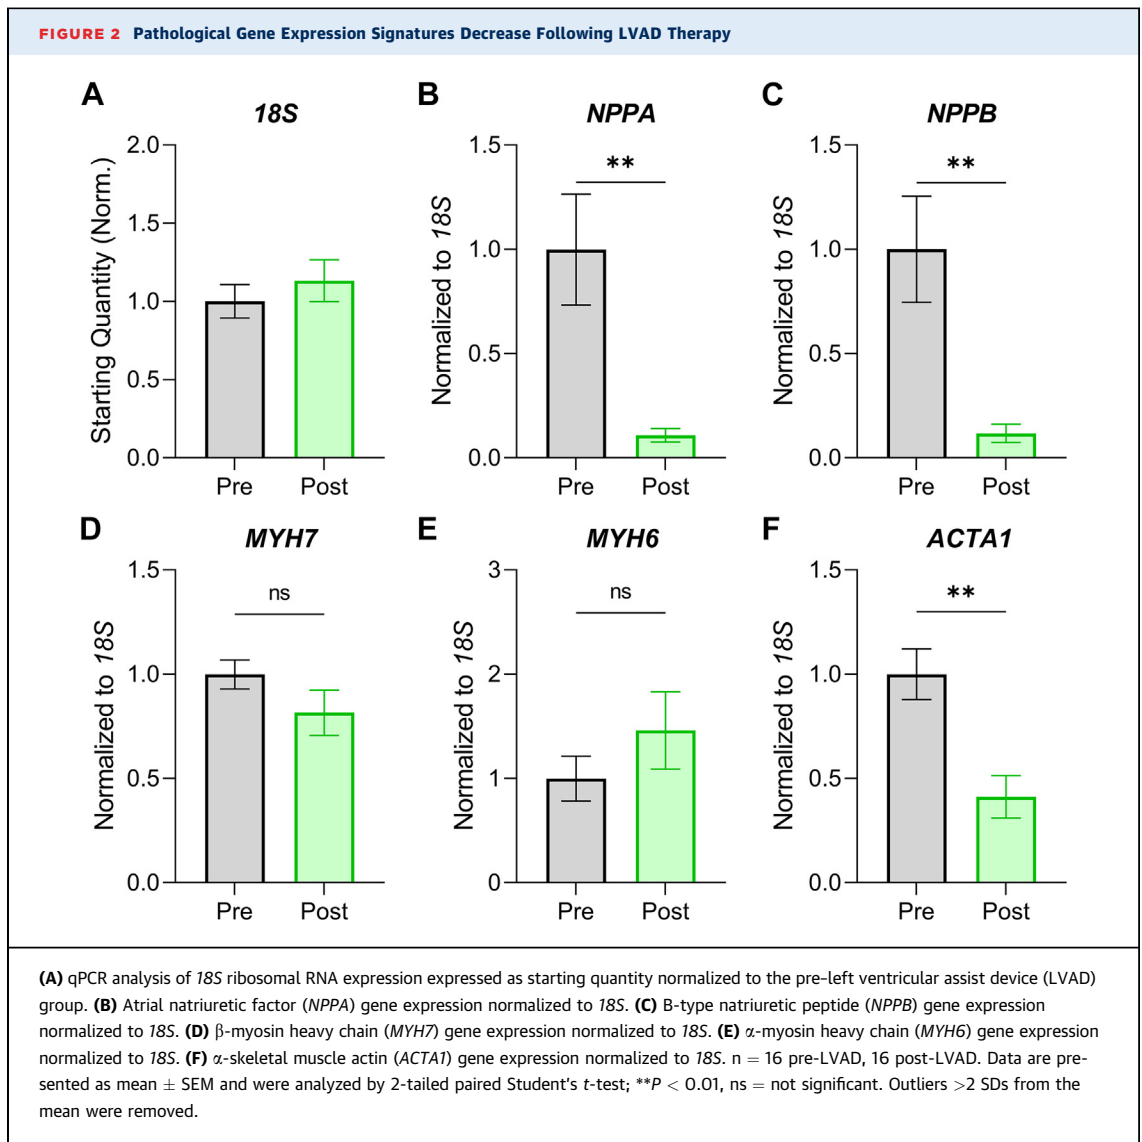 FIGURE 2 Pathological Gene Expression Signatures Decrease Following LVAD Therapy
A
18S
Starting Quantity (Norm.)
2.0
1.5
1.0
0.5
0.0
Pre Post
B
NPPA
Normalized to 18S
1.5
1.0
0.5
0.0
**
Pre Post
C
NPPB
Normalized to 18S
1.5
1.0
0.5
0.0
**
Pre Post
D
MYH7
Normalized to 18S
1.5
1.0
0.5
0.0
ns
Pre Post
E
MYH6
Normalized to 18S
3
2
1
0
ns
Pre Post
F
ACTA1
Normalized to 18S
1.5
1.0
0.5
0.0
**
Pre Post
(A) qPCR analysis of 18S ribosomal RNA expression expressed as starting quantity normalized to the pre-left ventricular assist device (LVAD)
group. (B) Atrial natriuretic factor (NPPA) gene expression normalized to 18S. (C) B-type natriuretic peptide (NPPB) gene expression
normalized to 18S. (D) β-myosin heavy chain (MYH7) gene expression normalized to 18S. (E) α-myosin heavy chain (MYH6) gene expression
normalized to 18S. (F) α-skeletal muscle actin (ACTA1) gene expression normalized to 18S. n = 16 pre-LVAD, 16 post-LVAD. Data are pre-
sented as mean ± SEM and were analyzed by 2-tailed paired Student's t-test; **P < 0.01, ns = not significant. Outliers >2 SDs from the
mean were removed.